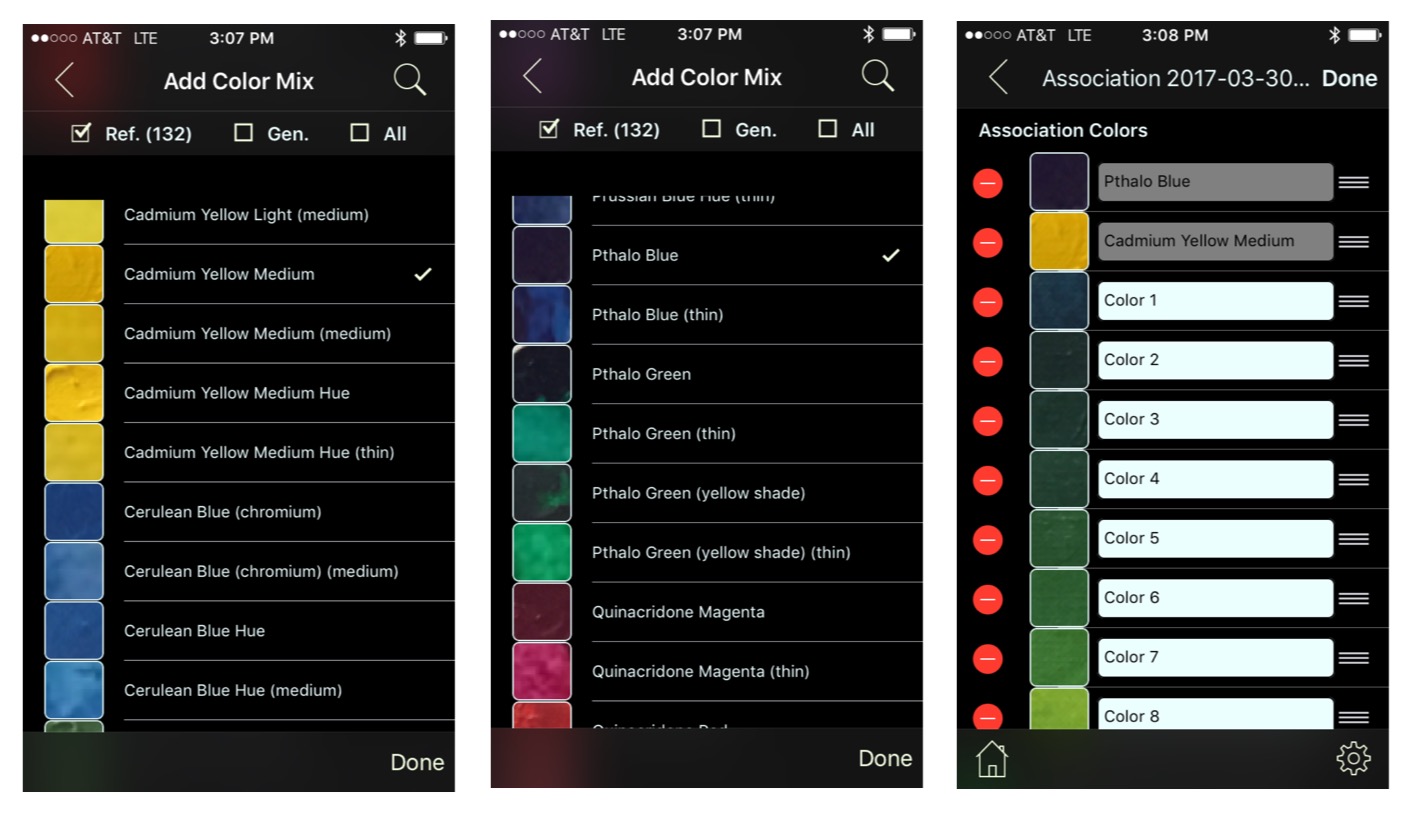 AT&T LTE 3:07 PM
Add Color Mix
Ref. (132) Gen. All
Cadmium Yellow Light (medium)
Cadmium Yellow Medium
Cadmium Yellow Medium (medium)
Cadmium Yellow Medium Hue
Cadmium Yellow Medium Hue (thin)
Cerulean Blue (chromium)
Cerulean Blue (chromium) (medium)
Cerulean Blue Hue
Cerulean Blue Hue (medium)
Done
AT&T LTE 3:07 PM
Add Color Mix
Ref. (132) Gen. All
Prussian Blue Hue (thin)
Pthalo Blue
Pthalo Blue (thin)
Pthalo Green
Pthalo Green (thin)
Pthalo Green (yellow shade)
Pthalo Green (yellow shade) (thin)
Quinacridone Magenta
Quinacridone Magenta (thin)
Quinacridone Red
Done
AT&T LTE 3:08 PM
Association 2017-03-30... Done
Association Colors
Pthalo Blue
Cadmium Yellow Medium
Color 1
Color 2
Color 3
Color 4
Color 5
Color 6
Color 7
Color 8